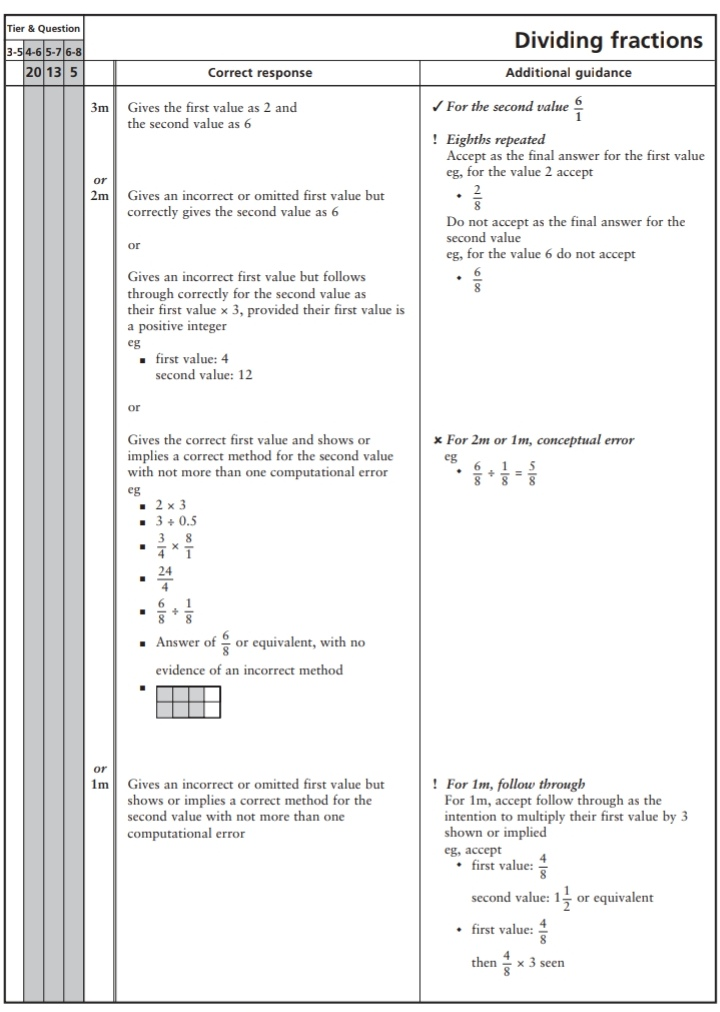 Tier & Question
Dividing fractions
3-5 4-6 5-7 6-8
20 13 5
Correct response
Additional guidance
3m
Gives the first value as 2 and
the second value as 6
or
2m
Gives an incorrect or omitted first value but
correctly gives the second value as 6
or
Gives an incorrect first value but follows
through correctly for the second value as
their first value × 3, provided their first value is
a positive integer
eg
▪ first value: 4
second value: 12
or
Gives the correct first value and shows or
implies a correct method for the second value
with not more than one computational error
eg
▪ 2 × 3
▪ 3 ÷ 0.5
▪ 3/4 × 8/1
▪ 24/4
▪ 6/8 ÷ 1/8
▪ Answer of 6/8 or equivalent, with no
evidence of an incorrect method
▪
or
1m
Gives an incorrect or omitted first value but
shows or implies a correct method for the
second value with not more than one
computational error
✓ For the second value 6/1
! Eighths repeated
Accept as the final answer for the first value
eg, for the value 2 accept
• 2/8
Do not accept as the final answer for the
second value
eg, for the value 6 do not accept
• 6/8
✗ For 2m or 1m, conceptual error
eg
• 6/8 ÷ 1/8 = 5/8
! For 1m, follow through
For 1m, accept follow through as the
intention to multiply their first value by 3
shown or implied
eg, accept
• first value: 4/8
second value: 1 1/2 or equivalent
• first value: 4/8
then 4/8 × 3 seen